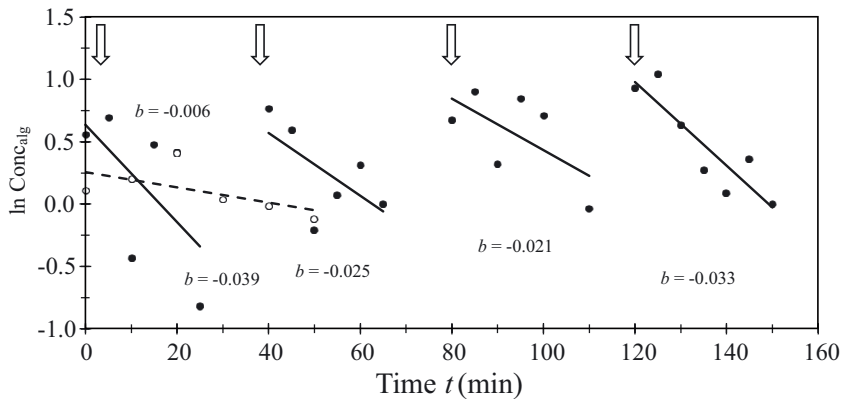 1.5
1.0
0.5
0.0
-0.5
-1.0
ln Conc_alg
b = -0.006
b = -0.039
b = -0.025
b = -0.021
b = -0.033
0 20 40 60 80 100 120 140 160
Time t (min)